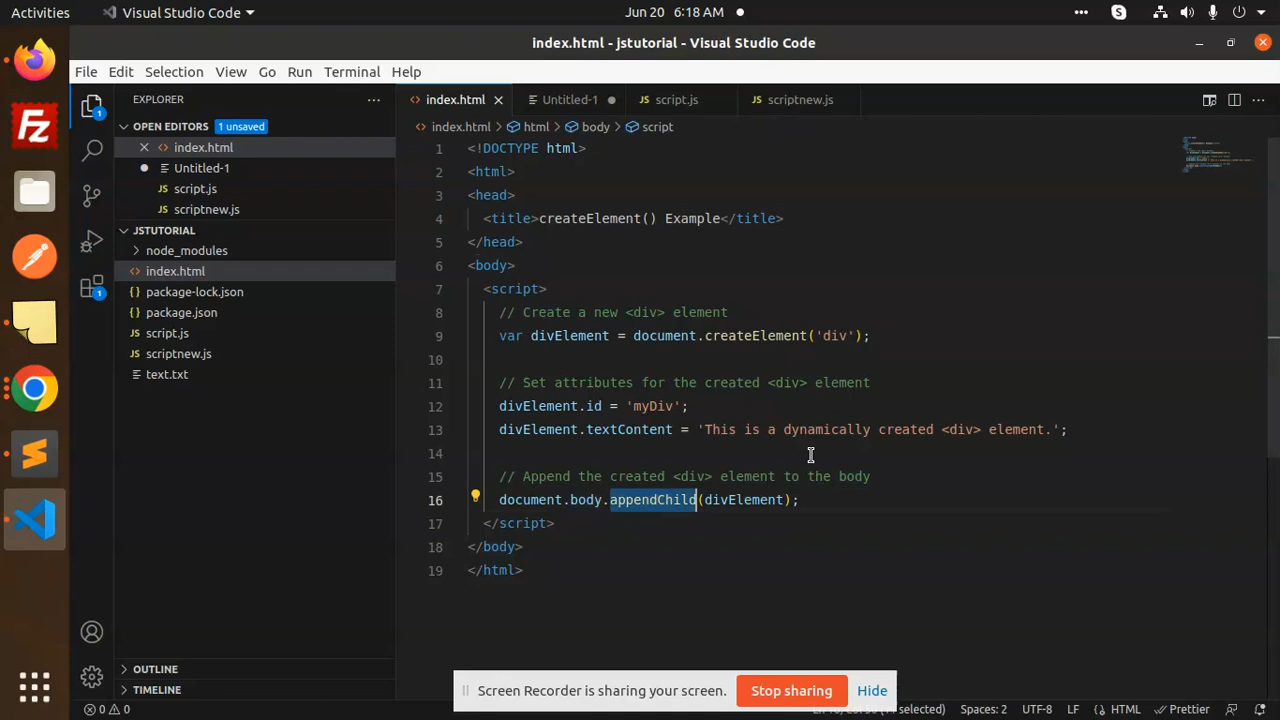 Activities
Visual Studio Code
Jun 20 6:18 AM
index.html - jstutorial - Visual Studio Code
File Edit Selection View Go Run Terminal Help
EXPLORER
OPEN EDITORS 1 unsaved
index.html
Untitled-1
JS script.js
JS scriptnew.js
JSTUTORIAL
node_modules
index.html
package-lock.json
package.json
JS script.js
JS scriptnew.js
text.txt
OUTLINE
TIMELINE
index.html Untitled-1 JS script.js JS scriptnew.js
index.html > html > body > script
1 <!DOCTYPE html>
2 <html>
3 <head>
4 <title>createElement() Example</title>
5 </head>
6 <body>
7 <script>
8 // Create a new <div> element
9 var divElement = document.createElement('div');
10
11 // Set attributes for the created <div> element
12 divElement.id = 'myDiv';
13 divElement.textContent = 'This is a dynamically created <div> element.';
14
15 // Append the created <div> element to the body
16 document.body.appendChild(divElement);
17 </script>
18 </body>
19 </html>
Screen Recorder is sharing your screen. Stop sharing Hide
0 0
selected) Spaces: 2 UTF-8 LF HTML Prettier